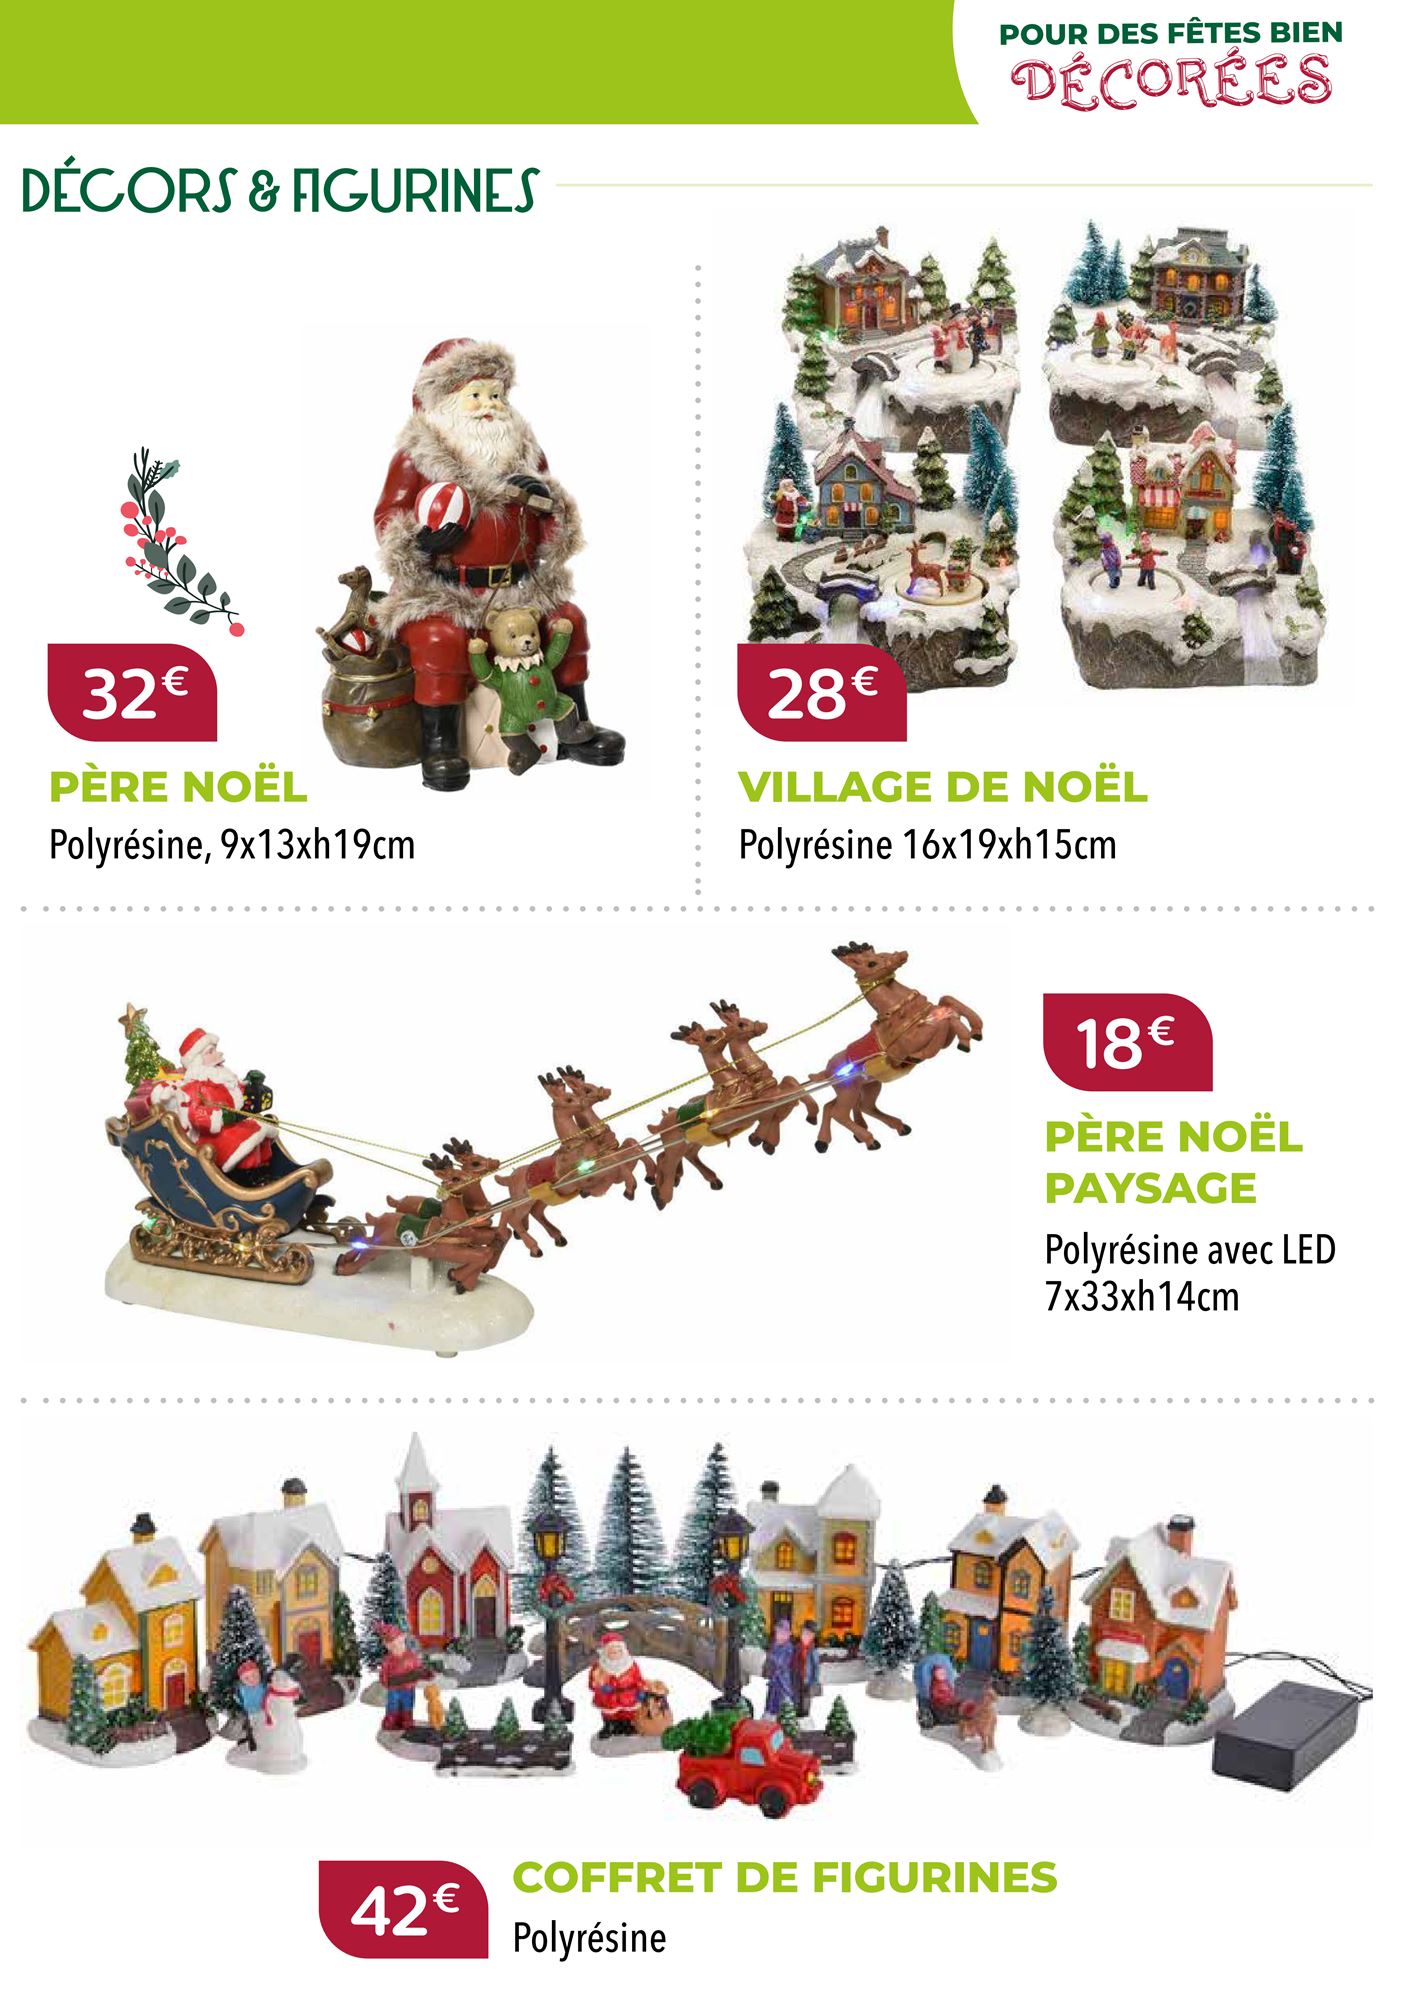 POUR DES FÊTES BIEN
DÉCORÉES
DÉCORS & FIGURINES
32€
PÈRE NOËL
Polyrésine, 9x13xh19cm
28€
VILLAGE DE NOËL
Polyrésine 16x19xh15cm
18€
PÈRE NOËL
PAYSAGE
Polyrésine avec LED
7x33xh14cm
42€
COFFRET DE FIGURINES
Polyrésine